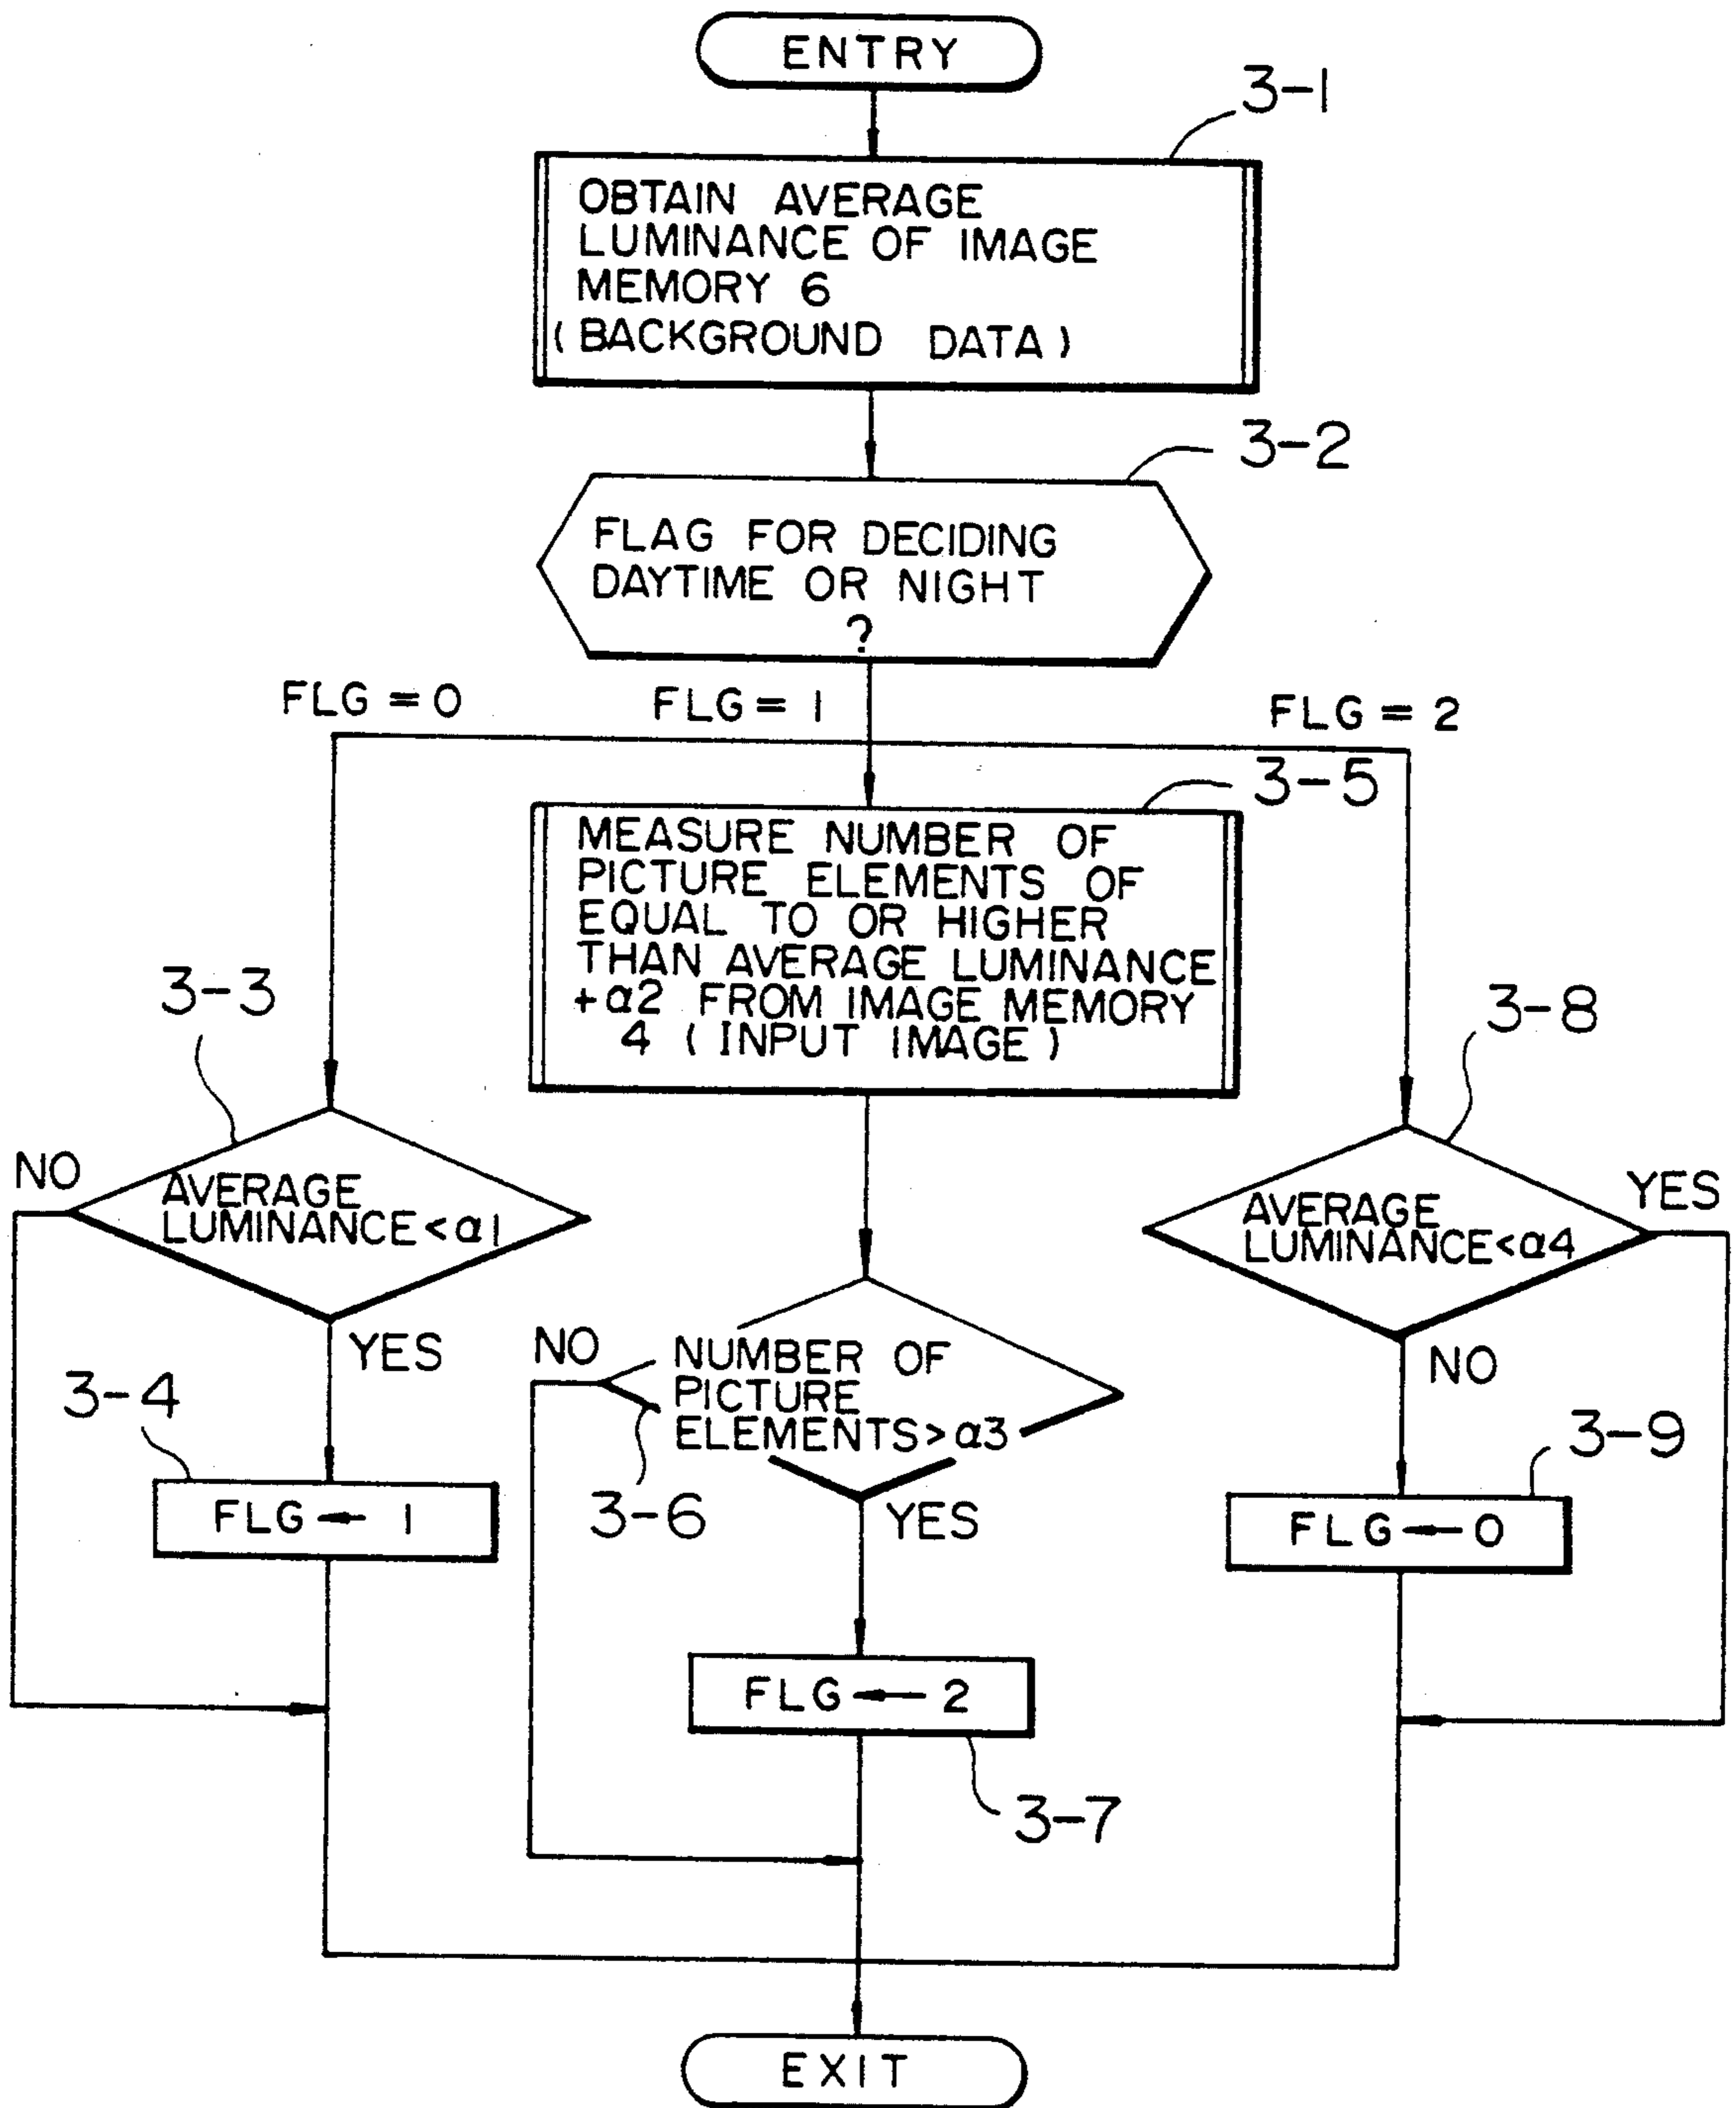 ENTRY
3-1
OBTAIN AVERAGE
LUMINANCE OF IMAGE
MEMORY 6
(BACKGROUND DATA)
3-2
FLAG FOR DECIDING
DAYTIME OR NIGHT
?
FLG = 0
FLG = 1
FLG = 2
3-5
MEASURE NUMBER OF
PICTURE ELEMENTS OF
EQUAL TO OR HIGHER
THAN AVERAGE LUMINANCE
+α2 FROM IMAGE MEMORY
4 (INPUT IMAGE)
3-3
NO
AVERAGE
LUMINANCE<α1
YES
3-4
FLG ← 1
NO
NUMBER OF
PICTURE
ELEMENTS>α3
3-6
YES
FLG ← 2
3-7
3-8
AVERAGE
LUMINANCE<α4
YES
NO
3-9
FLG ← 0
EXIT